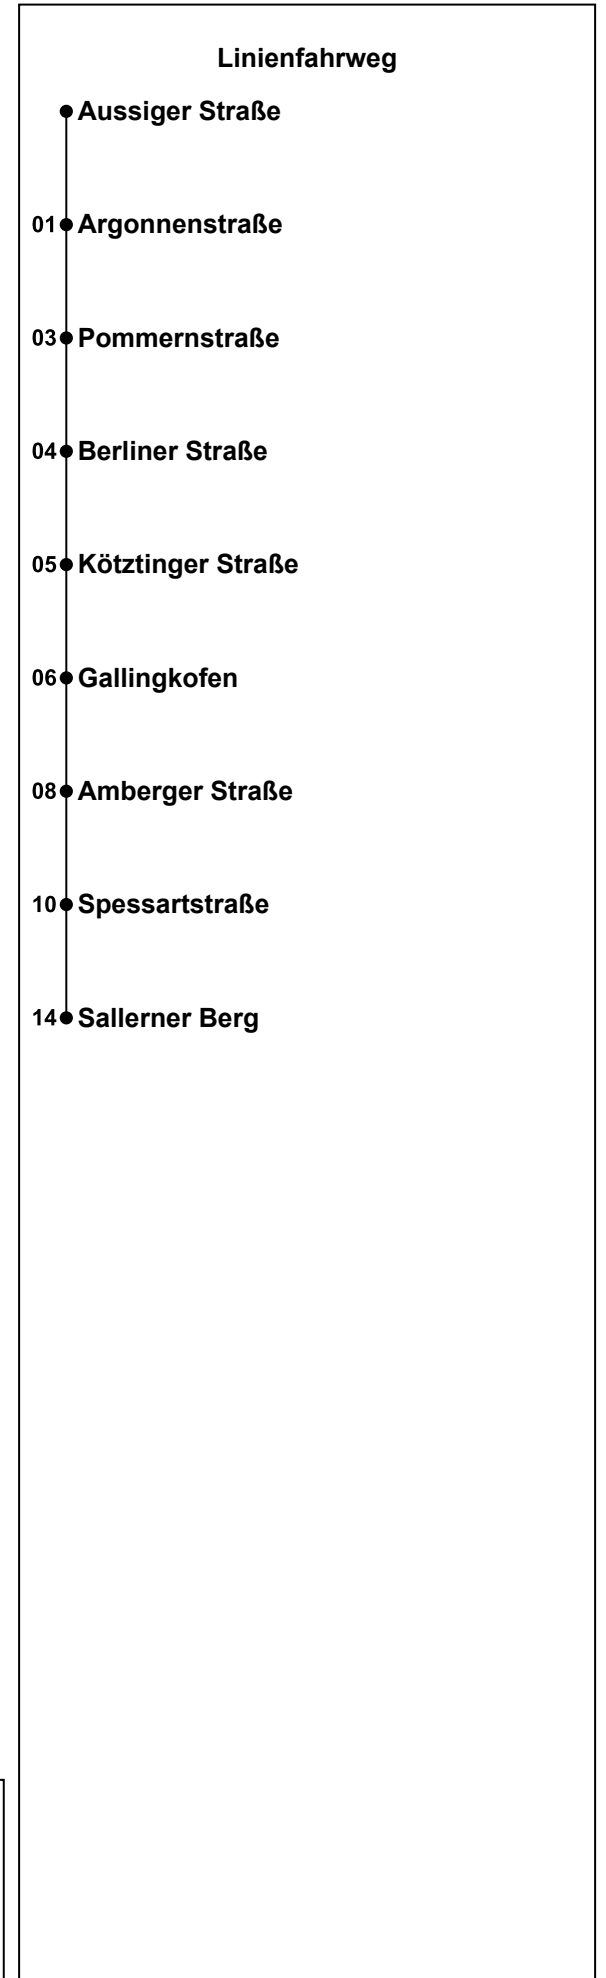 Linienfahrweg
Aussiger Straße
01 Argonnenstraße
03 Pommernstraße
04 Berliner Straße
05 Kötztinger Straße
06 Gallingkofen
08 Amberger Straße
10 Spessartstraße
14 Sallerner Berg